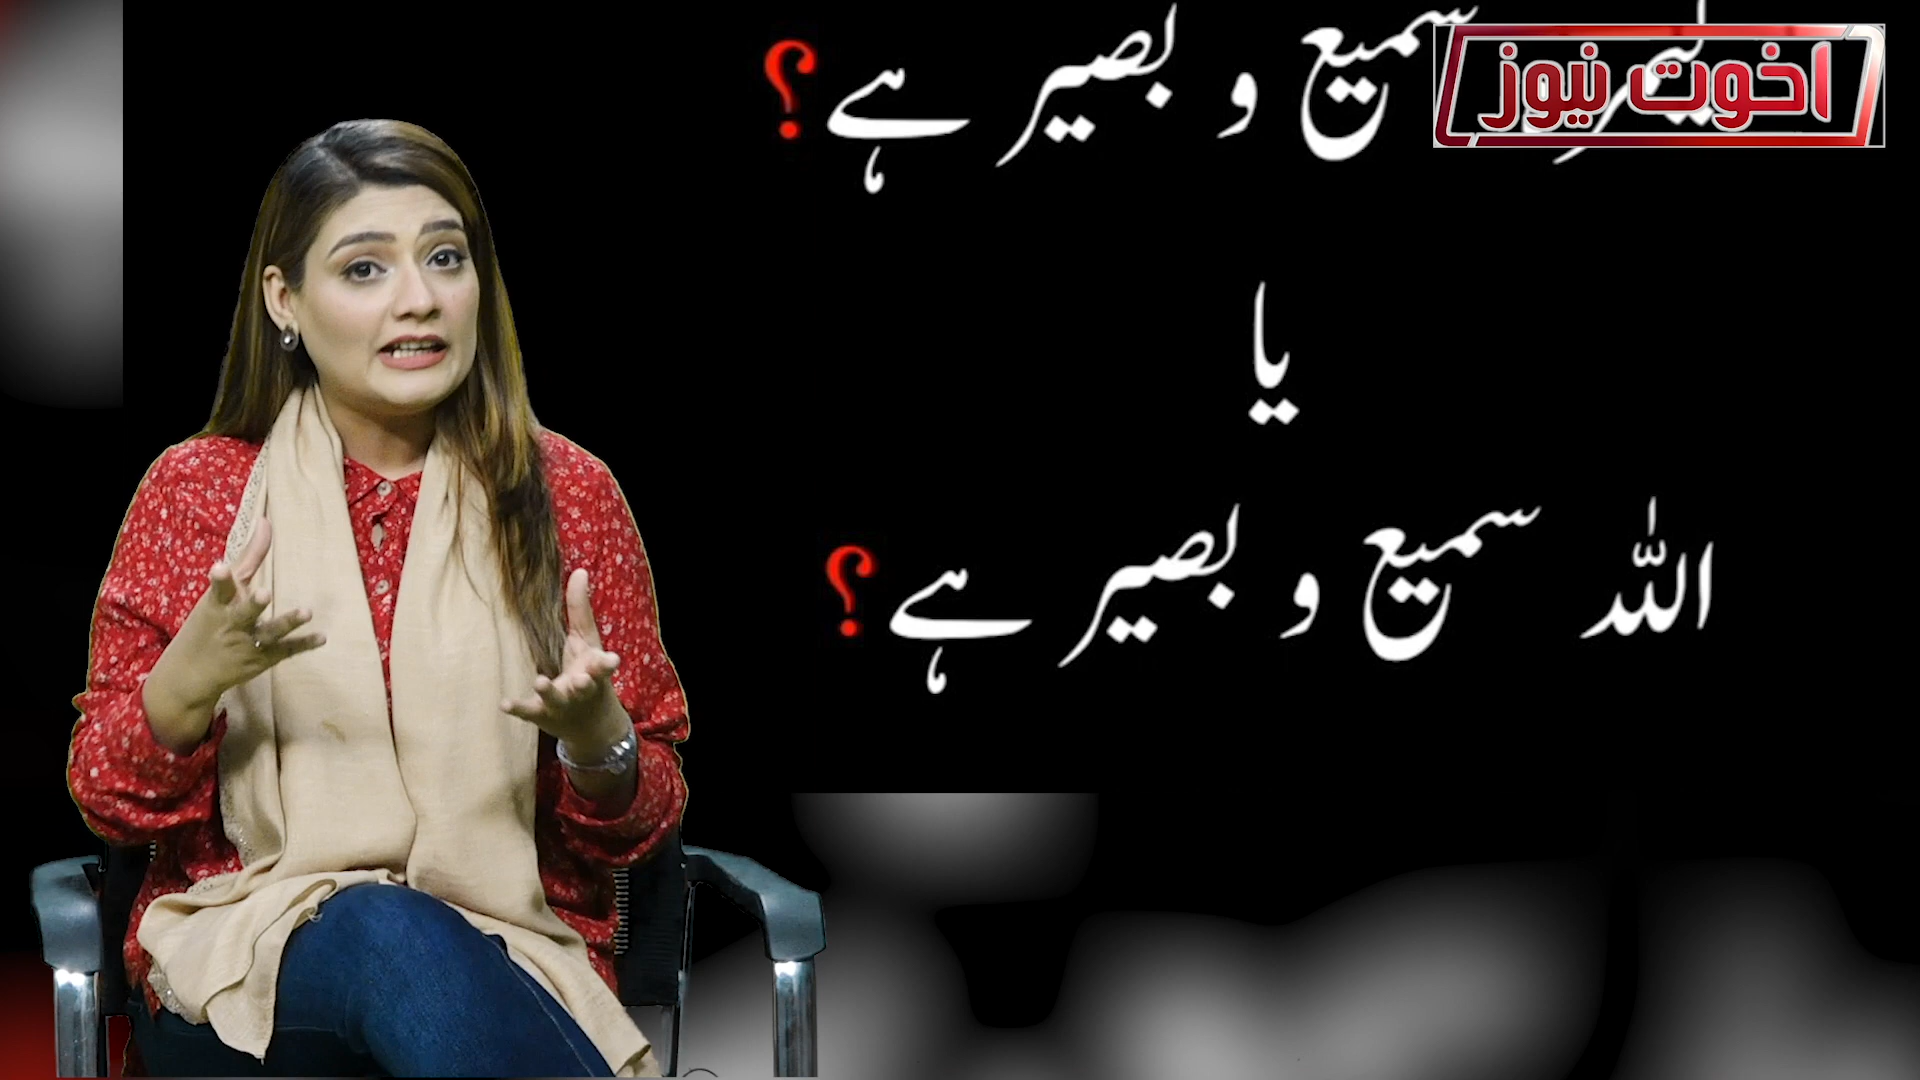 سمیع و بصیر ہے؟
اخوت نیوز
یا
اللہ سمیع و بصیر ہے؟